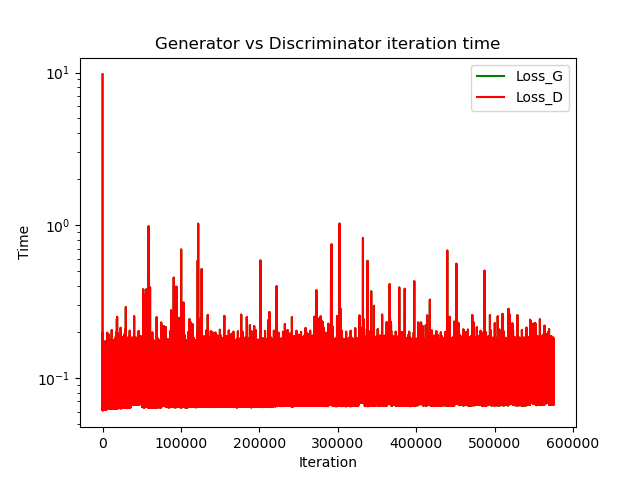 Generator vs Discriminator iteration time
Loss_G
Loss_D
10¹
10⁰
10⁻¹
Time
0 100000 200000 300000 400000 500000 600000
Iteration